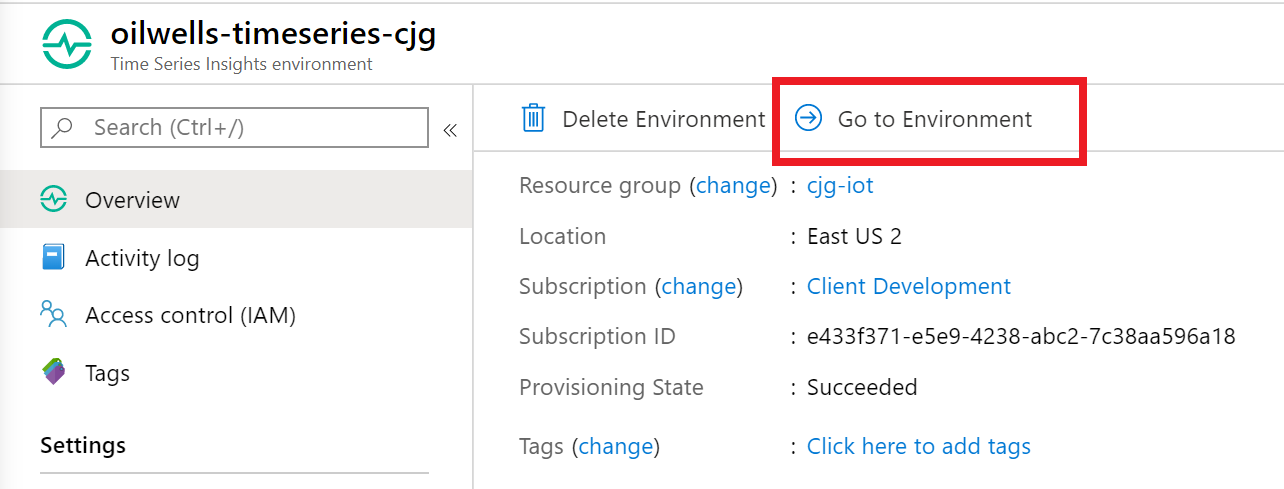 oilwells-timeseries-cjg
Time Series Insights environment
Search (Ctrl+/)
«
Overview
Activity log
Access control (IAM)
Tags
Settings
Delete Environment
Go to Environment
Resource group (change) : cjg-iot
Location : East US 2
Subscription (change) : Client Development
Subscription ID : e433f371-e5e9-4238-abc2-7c38aa596a18
Provisioning State : Succeeded
Tags (change) : Click here to add tags